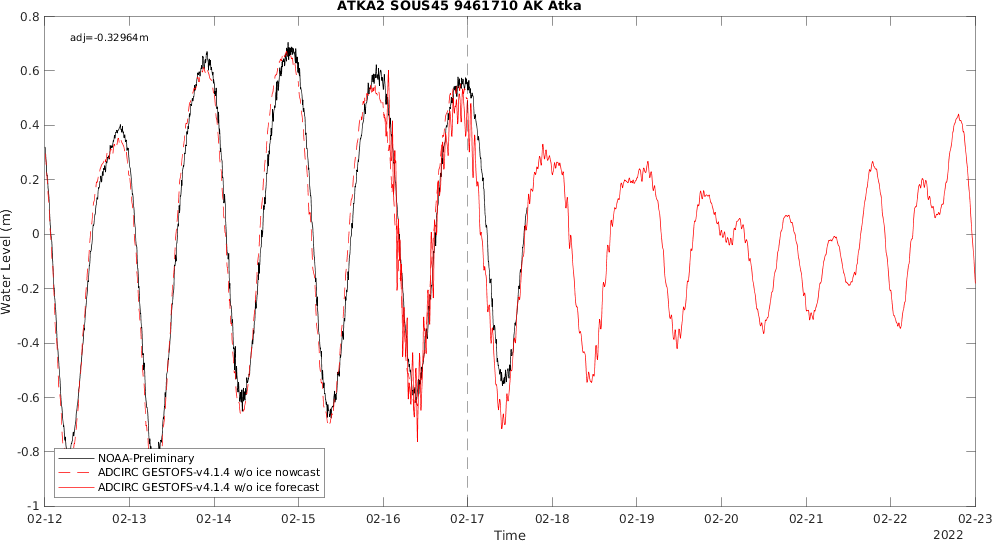 ATKA2 SOUS45 9461710 AK Atka
adj=-0.32964m
0.8
0.6
0.4
0.2
0
-0.2
-0.4
-0.6
-0.8
-1
Water Level (m)
NOAA-Preliminary
ADCIRC GESTOFS-v4.1.4 w/o ice nowcast
ADCIRC GESTOFS-v4.1.4 w/o ice forecast
02-12 02-13 02-14 02-15 02-16 02-17 02-18 02-19 02-20 02-21 02-22 02-23
Time
2022